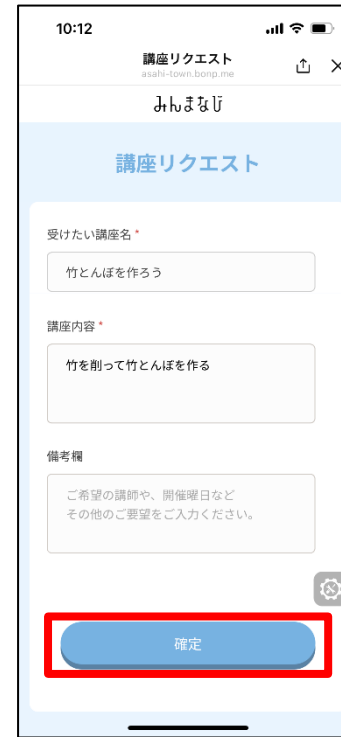 10:12
講座リクエスト
asahi-town.bonp.me
みんまなび
講座リクエスト
受けたい講座名*
竹とんぼを作ろう
講座内容*
竹を削って竹とんぼを作る
備考欄
ご希望の講師や、開催曜日など
その他のご要望をご入力ください。
確定